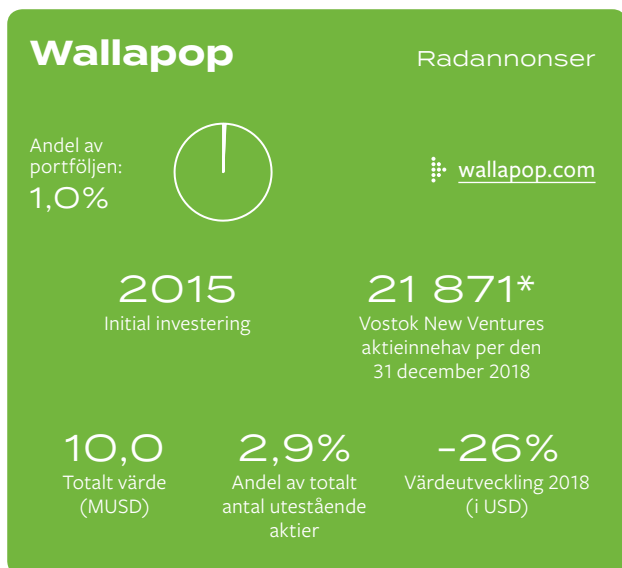 Wallapop
Radannonser
Andel av
portföljen:
1,0%
wallapop.com
2015
Initial investering
21 871*
Vostok New Ventures
aktieinnehav per den
31 december 2018
10,0
Totalt värde
(MUSD)
2,9%
Andel av totalt
antal utestående
aktier
-26%
Värdeutveckling 2018
(i USD)